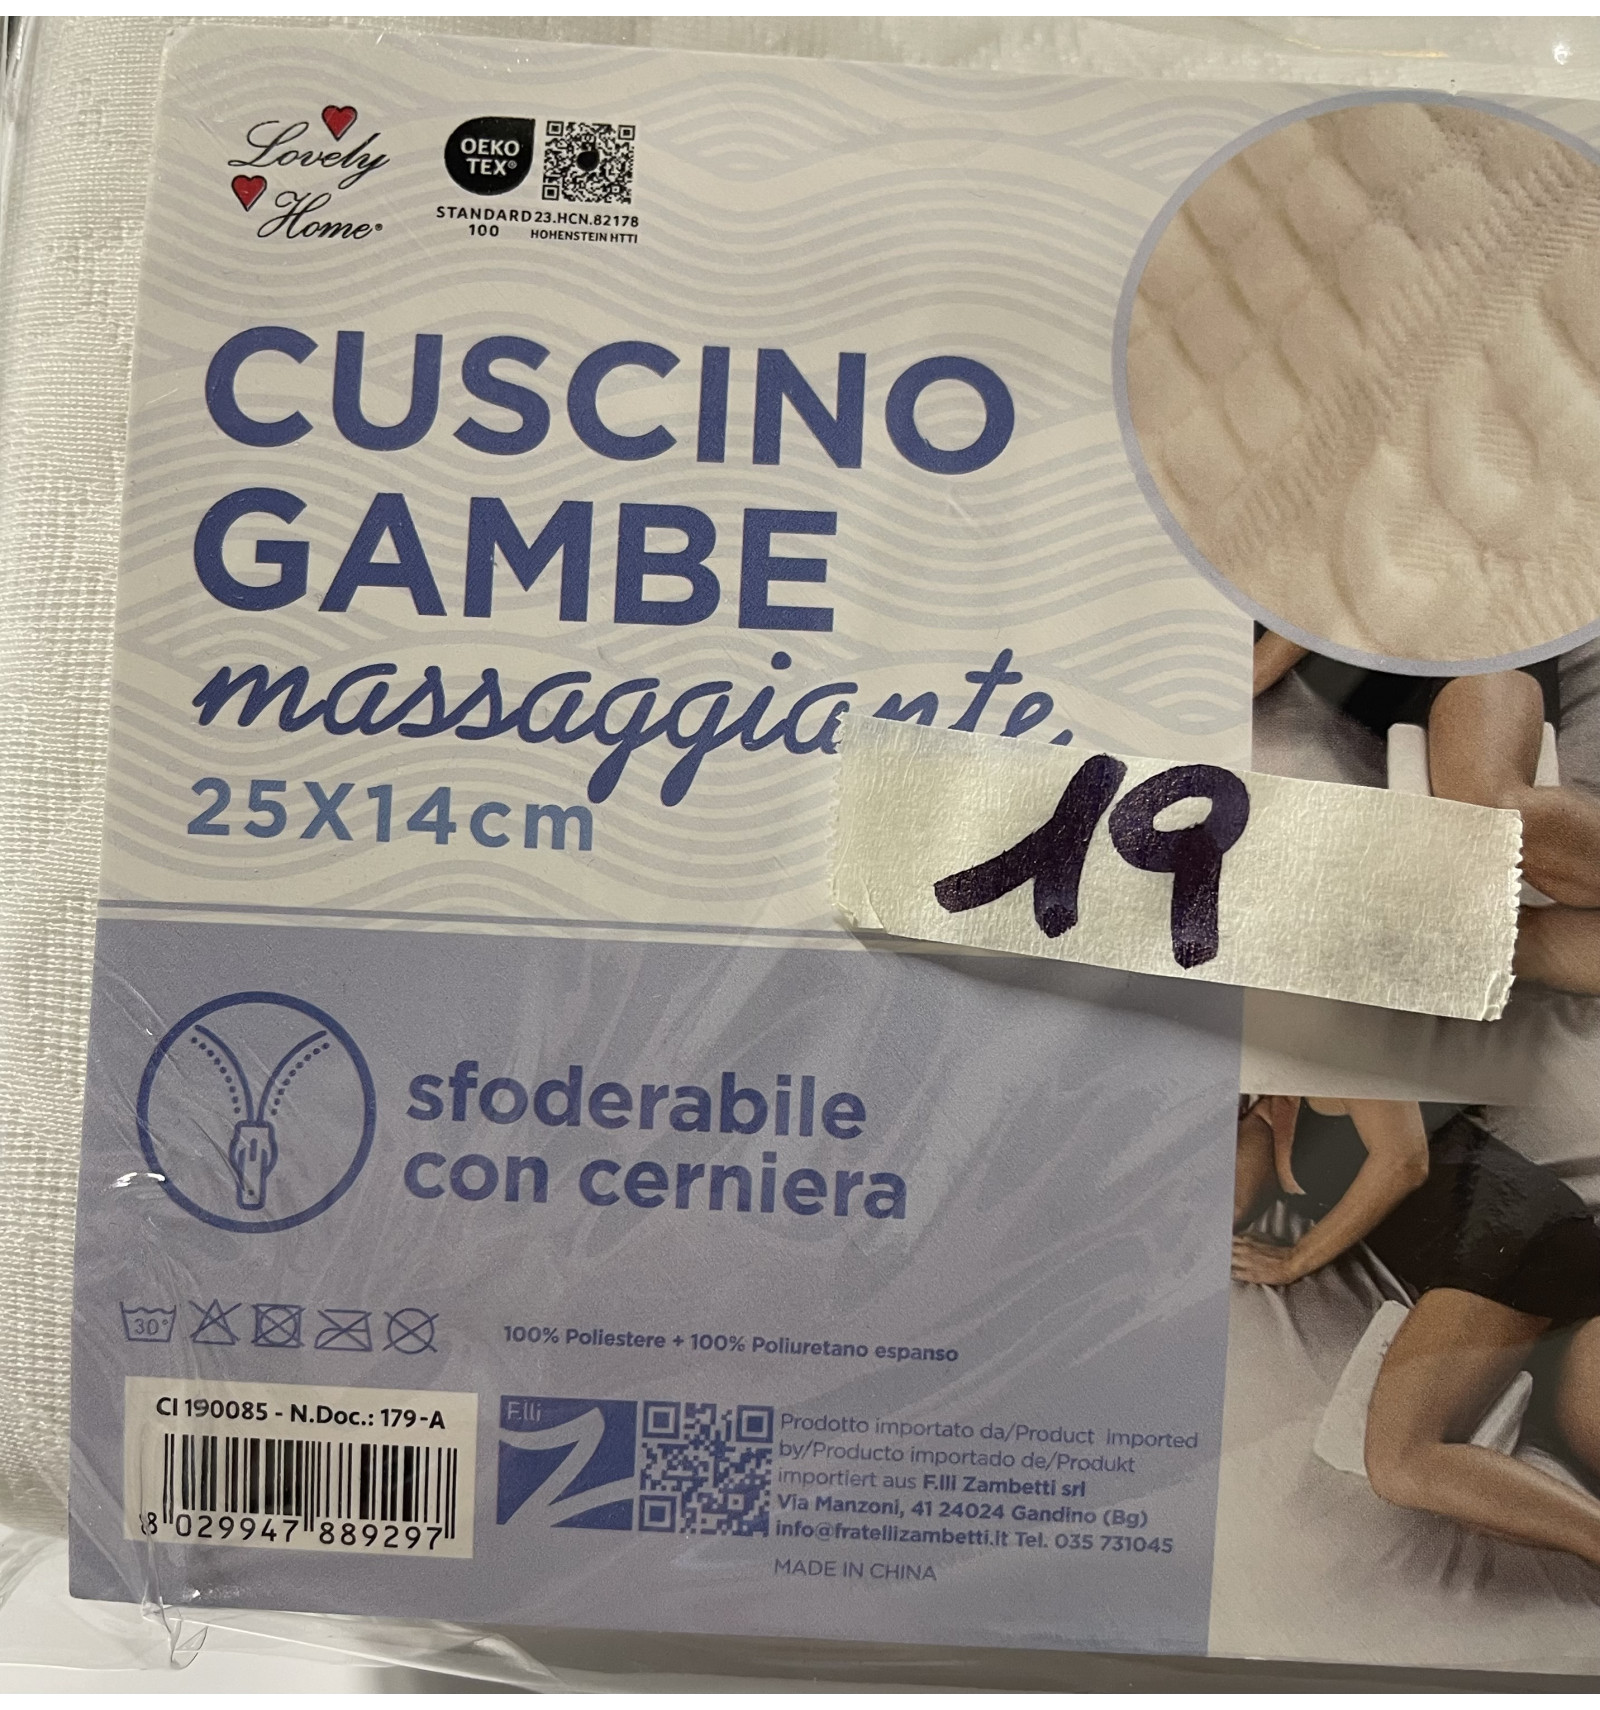 Lovely
Home®
OEKO
TEX®
STANDARD
100
23.HCN.82178
HOHENSTEIN HTTI
CUSCINO
GAMBE
massaggiante
25X14cm
19
sfoderabile
con cerniera
30°
100% Poliestere + 100% Poliuretano espanso
CI 190085 - N.Doc.: 179-A
8 029947 889297
F.lli
Z
Prodotto importato da/Product imported
by/Producto importado de/Produkt
importiert aus F.lli Zambetti srl
Via Manzoni, 41 24024 Gandino (Bg)
info@fratellizambetti.it Tel. 035 731045
MADE IN CHINA